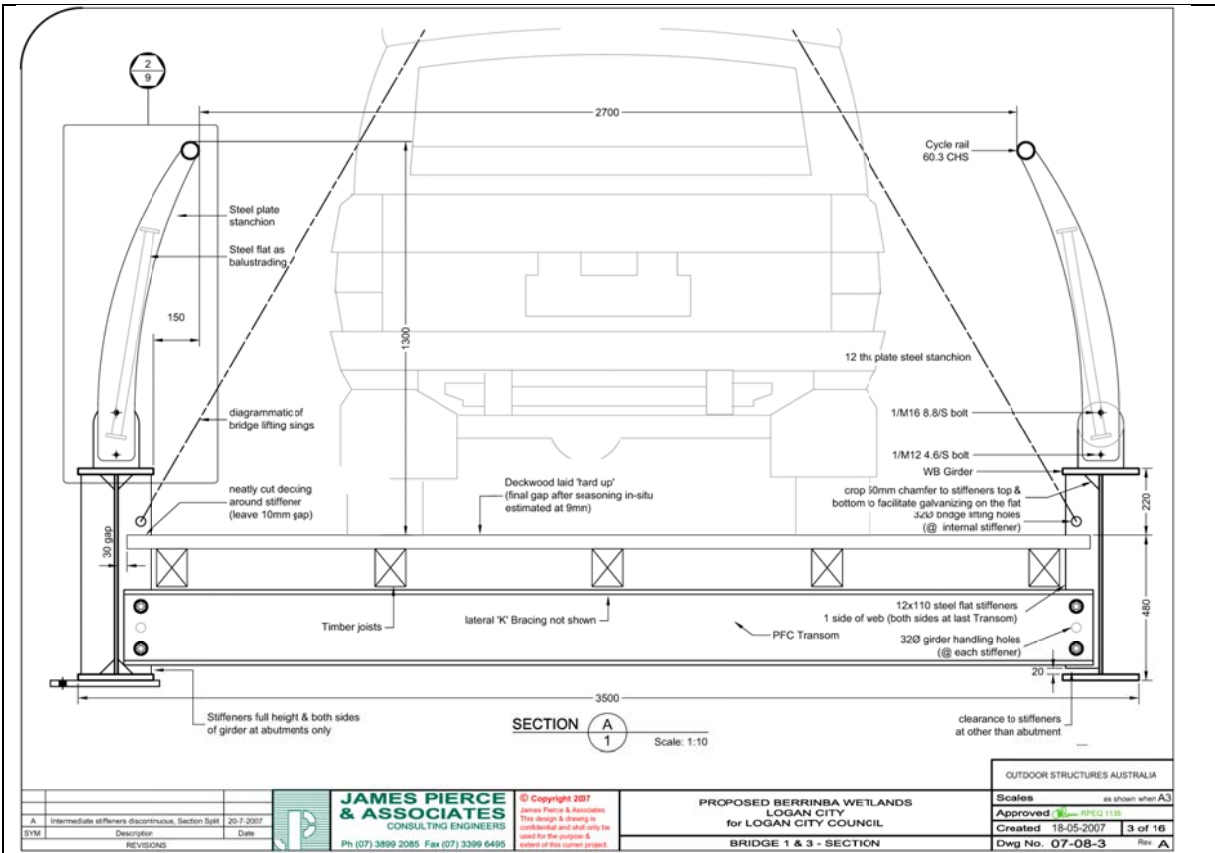 2
9
2700
Cycle rail
60.3 CHS
Steel plate
stanchion
Steel flat as
balustrading
150
1300
12 thk plate steel stanchion
diagrammatic of
bridge lifting sings
1/M16 8.8/S bolt
1/M12 4.6/S bolt
WB Girder
neatly cut decking
around stiffener
(leave 10mm gap)
Deckwood laid 'hard up'
(final gap after seasoning in-situ
estimated at 9mm)
crop 50mm chamfer to stiffeners top &
bottom to facilitate galvanizing on the flat
32Ø bridge lifting holes
(@ internal stiffener)
220
30 gap
480
Timber joists
lateral 'K' Bracing not shown
PFC Transom
12x110 steel flat stiffeners
1 side of web (both sides at last Transom)
32Ø girder handling holes
(@ each stiffener)
20
3500
Stiffeners full height & both sides
of girder at abutments only
SECTION
A
1
Scale: 1:10
clearance to stiffeners
at other than abutment
OUTDOOR STRUCTURES AUSTRALIA
A Intermediate stiffeners discontinuous, Section Split 20-7-2007
SYM Description Date
REVISIONS
JAMES PIERCE
& ASSOCIATES
CONSULTING ENGINEERS
Ph (07) 3899 2085 Fax (07) 3399 6495
© Copyright 2007
James Pierce & Associates.
This design & drawing is
confidential and shall only be
used for the purpose &
extent of this current project.
PROPOSED BERRINBA WETLANDS
LOGAN CITY
for LOGAN CITY COUNCIL
BRIDGE 1 & 3 - SECTION
Scales as shown when A3
Approved RPEQ 1135
Created 18-05-2007 3 of 16
Dwg No. 07-08-3 Rev A